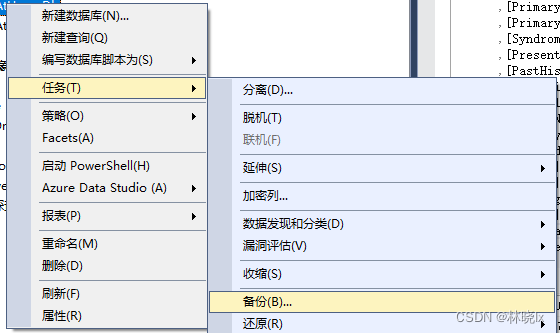 新建数据库(N)...
新建查询(Q)
编写数据库脚本为(S)
任务(T)
策略(O)
Facets(A)
启动 PowerShell(H)
Azure Data Studio (A)
报表(P)
重命名(M)
删除(D)
刷新(F)
属性(R)
分离(D)...
脱机(T)
联机(F)
延伸(S)
加密列...
数据发现和分类(D)
漏洞评估(V)
收缩(S)
备份(B)...
还原(R)
,[Primary
,[Primary
,[Syndrom
,[Present
,[PastHis
CSDN @林晓lx